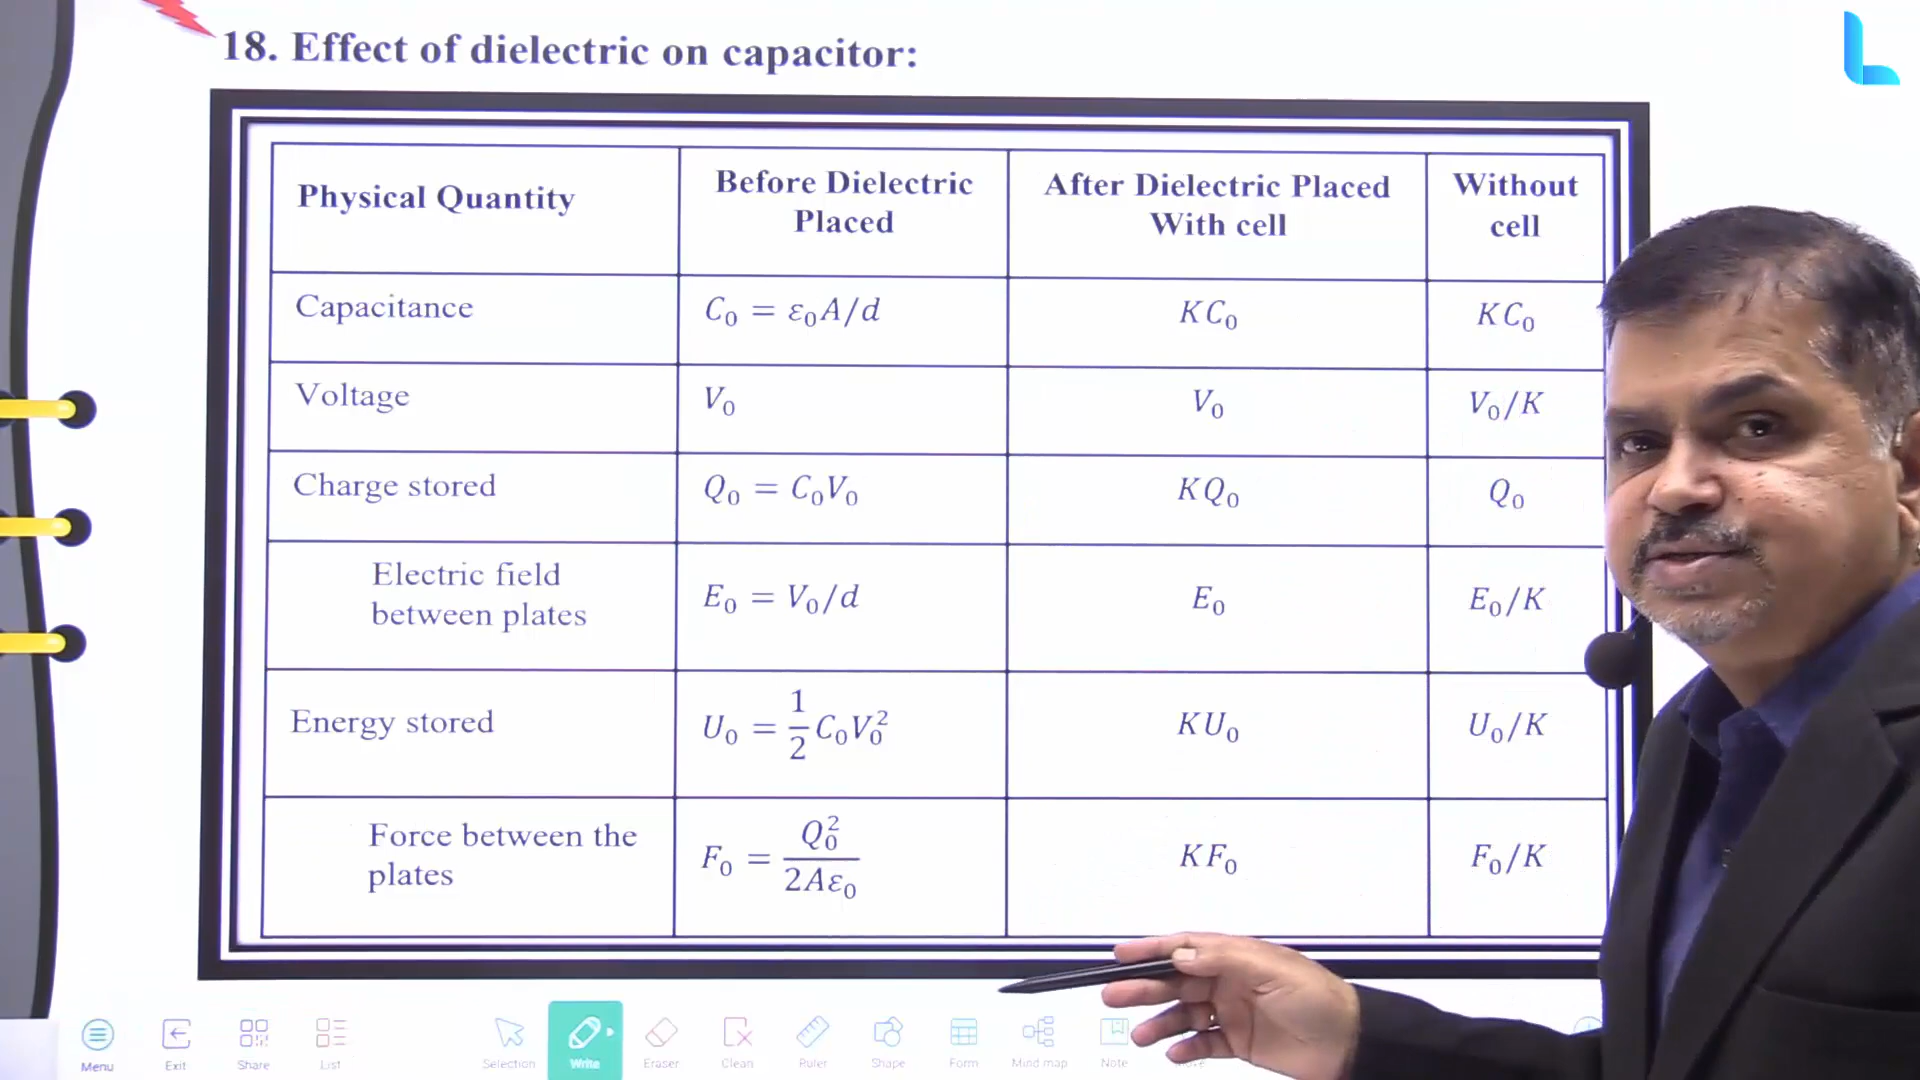 18. Effect of dielectric on capacitor:
Physical Quantity
Before Dielectric
Placed
After Dielectric Placed
With cell
Without
cell
Capacitance
C₀ = ε₀A/d
KC₀
KC₀
Voltage
V₀
V₀
V₀/K
Charge stored
Q₀ = C₀V₀
KQ₀
Q₀
Electric field
between plates
E₀ = V₀/d
E₀
E₀/K
Energy stored
U₀ = 1/2 C₀V₀²
KU₀
U₀/K
Force between the
plates
F₀ = Q₀²/2Aε₀
KF₀
F₀/K
Menu
Exit
Share
List
Selection
Write
Eraser
Clean
Ruler
Shape
Form
Mind map
Note